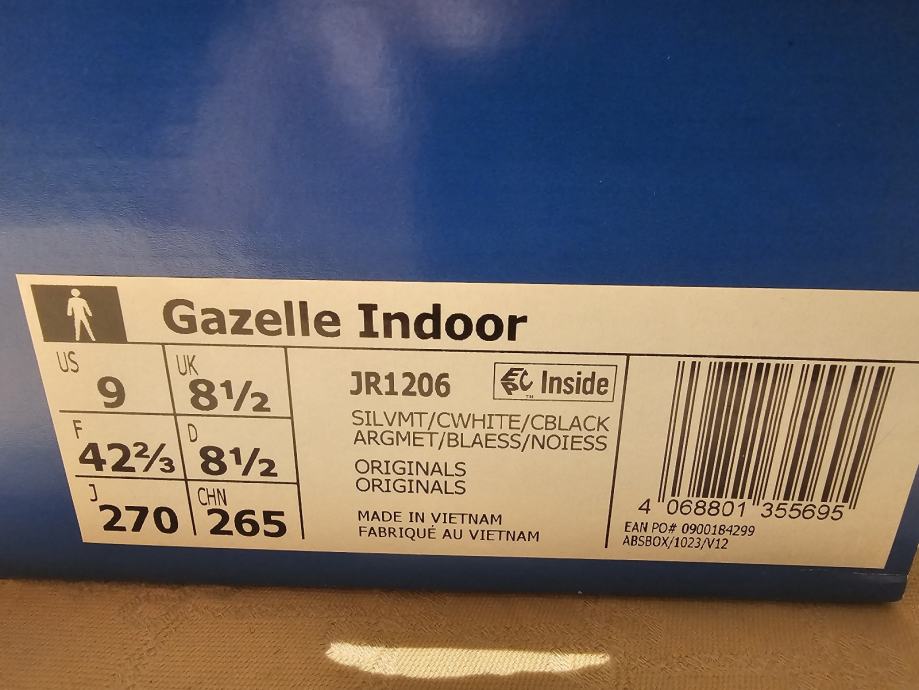 Gazelle Indoor
US 9
UK 8½
F 42⅔
D 8½
J 270
CHN 265
JR1206
EPC Inside
™
SILVMT/CWHITE/CBLACK
ARGMET/BLAESS/NOIESS
ORIGINALS
ORIGINALS
MADE IN VIETNAM
FABRIQUÉ AU VIETNAM
4 068801 355695
EAN PO# 0900184299
ABSBOX/1023/V12